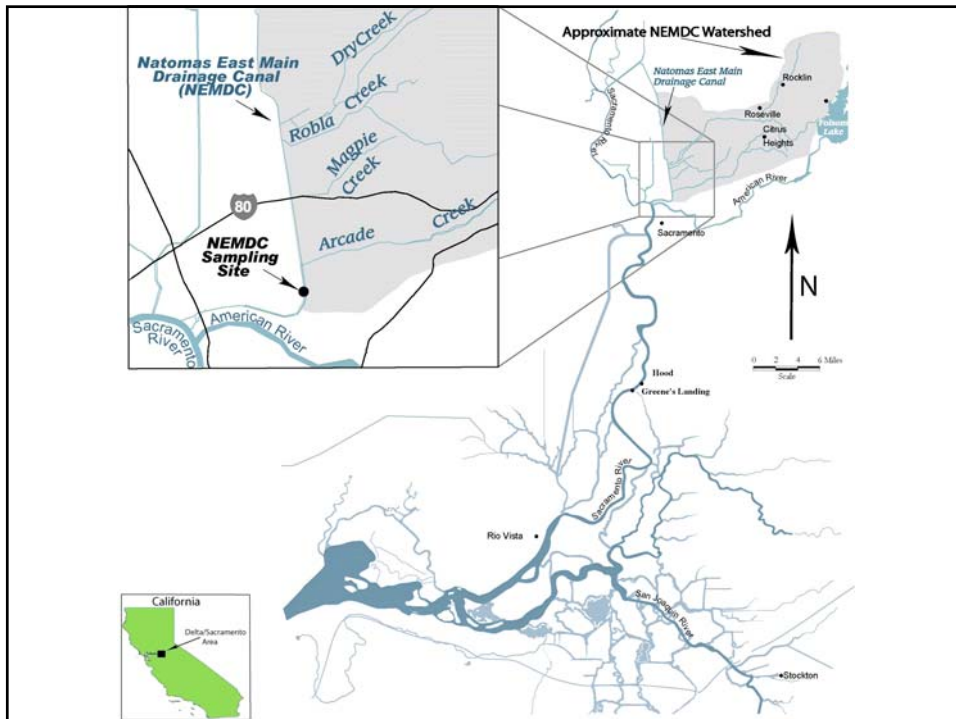 Natomas East Main
Drainage Canal
(NEMDC)
Dry Creek
Robla Creek
Magpie
Creek
80
Arcade Creek
NEMDC
Sampling
Site
American River
Sacramento
River
Approximate NEMDC Watershed
Natomas East Main
Drainage Canal
Sacramento River
Rocklin
Roseville
Citrus
Heights
Folsom
Lake
American River
Sacramento
N
0 2 4 6 Miles
Scale
Hood
Greene's Landing
Sacramento River
Rio Vista
San Joaquin River
Stockton
California
Delta/Sacramento
Area